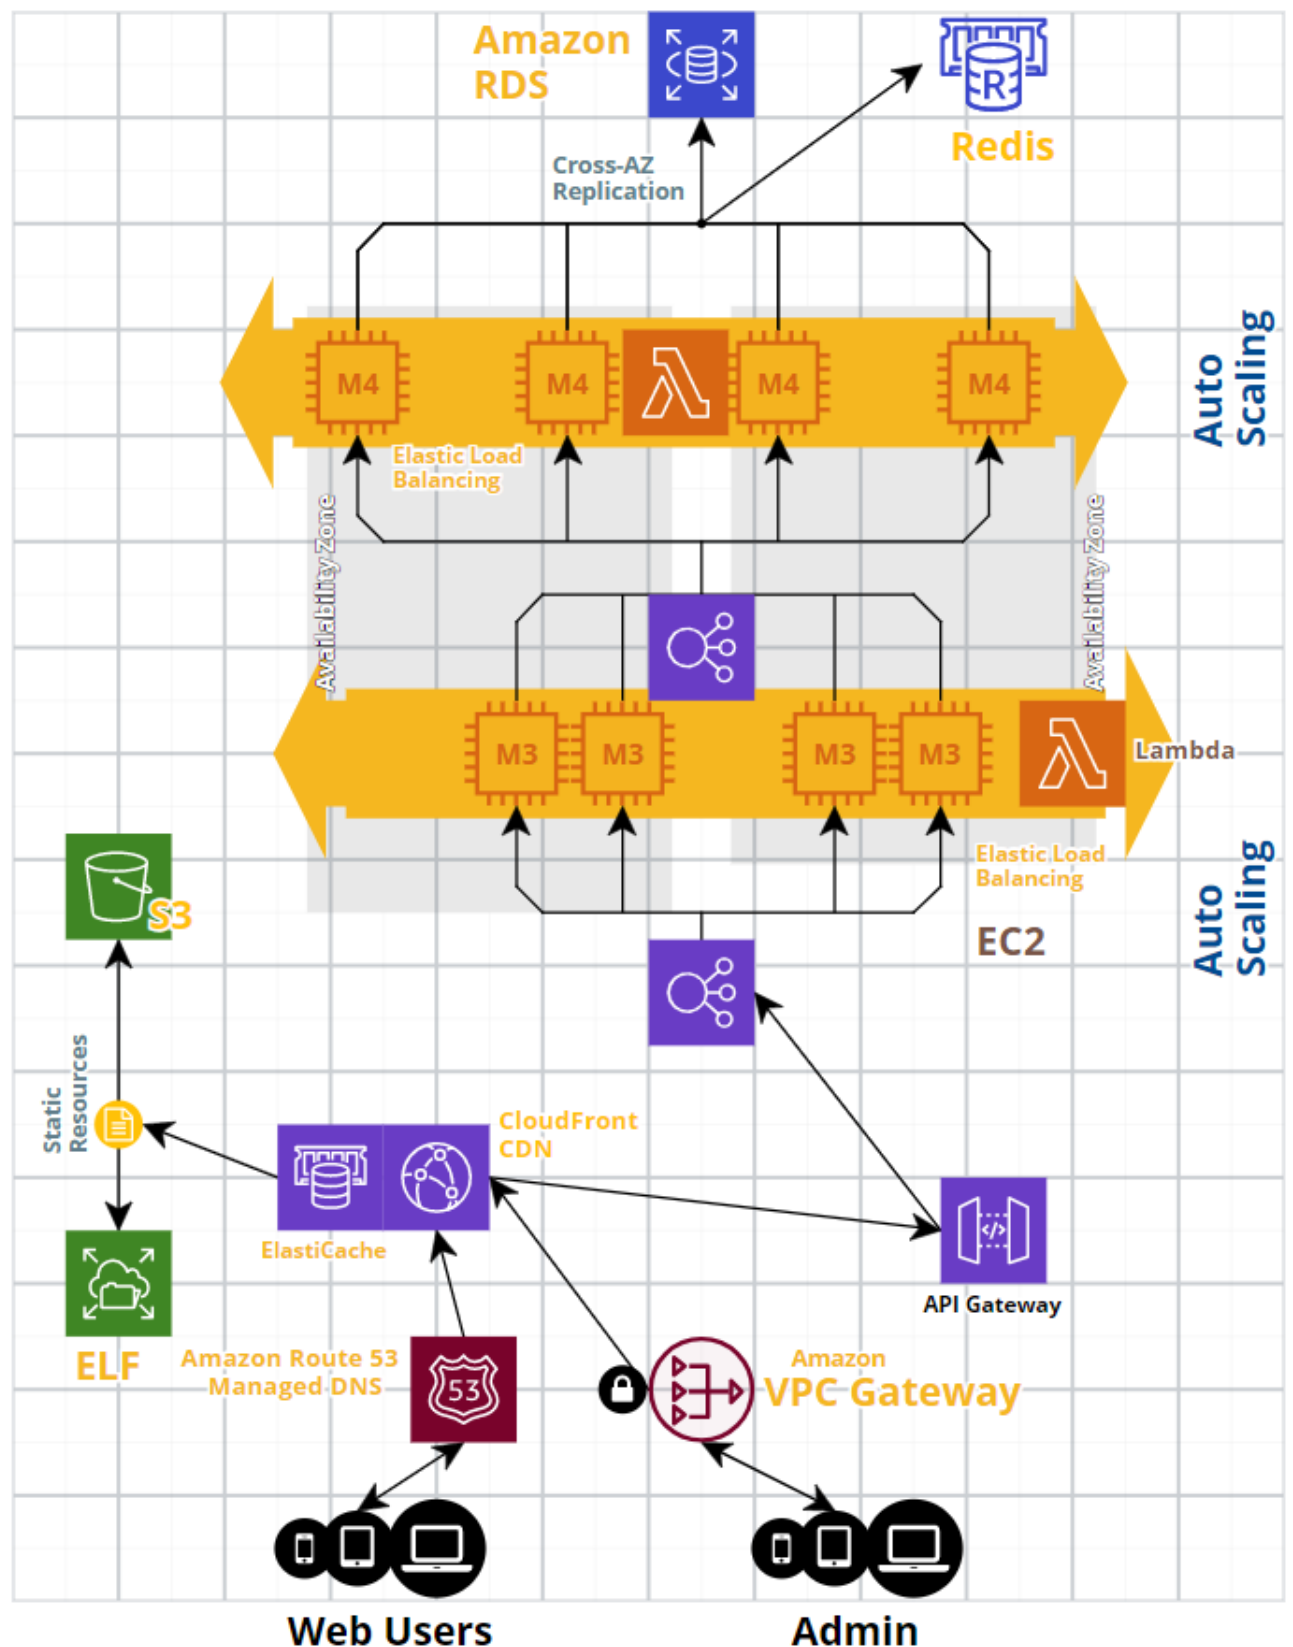 Amazon
RDS
R
Redis
Cross-AZ
Replication
M4
M4
M4
M4
Auto
Scaling
Elastic Load
Balancing
Availability Zone
Availability Zone
M3
M3
M3
M3
Lambda
Elastic Load
Balancing
EC2
Auto
Scaling
S3
Static
Resources
CloudFront
CDN
ElastiCache
</>
API Gateway
ELF
Amazon Route 53
Managed DNS
53
Amazon
VPC Gateway
Web Users
Admin